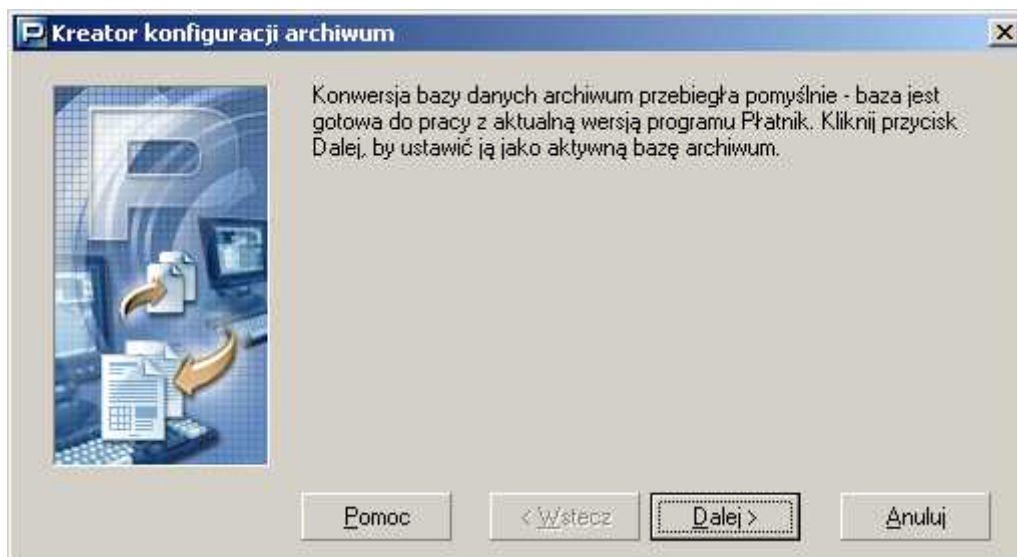 Kreator konfiguracji archiwum
Konwersja bazy danych archiwum przebiegła pomyślnie - baza jest
gotowa do pracy z aktualną wersją programu Płatnik. Kliknij przycisk
Dalej, by ustawić ją jako aktywną bazę archiwum.
Pomoc < Wstecz Dalej > Anuluj